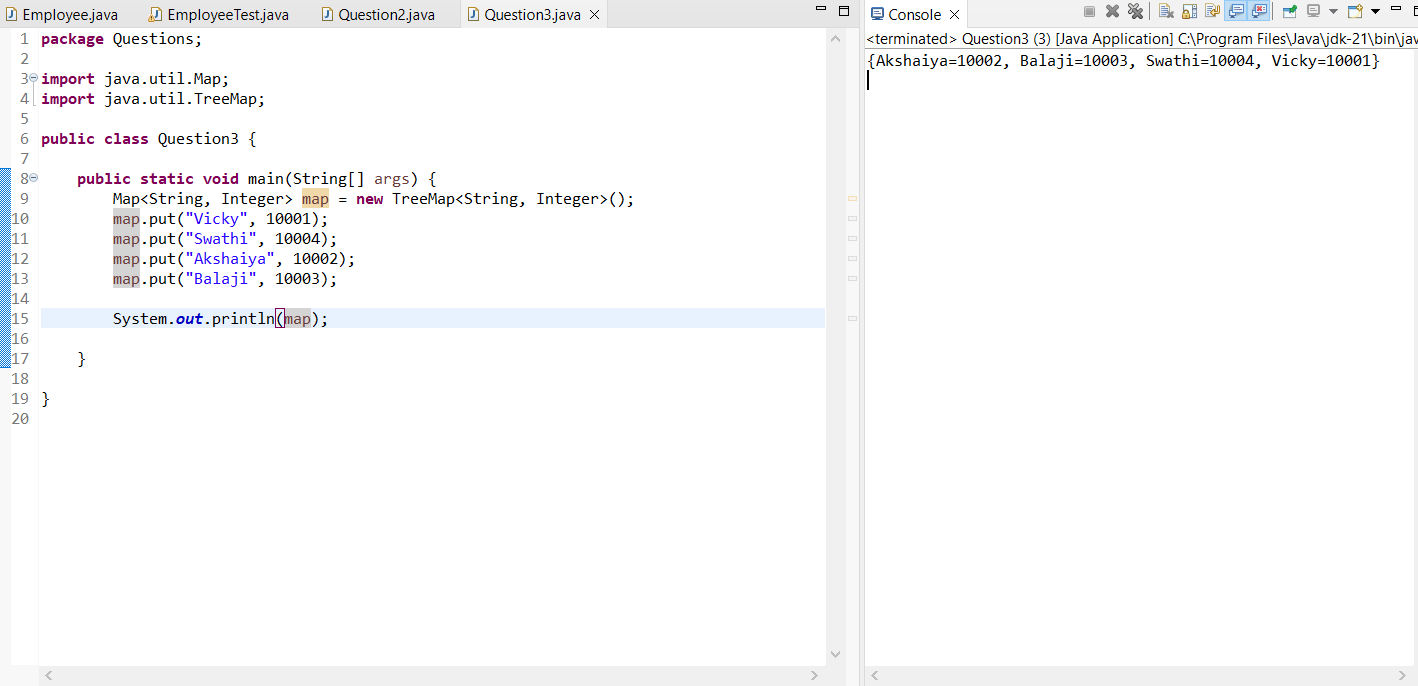 Employee.java EmployeeTest.java Question2.java Question3.java
1 package Questions;
2
3 import java.util.Map;
4 import java.util.TreeMap;
5
6 public class Question3 {
7
8     public static void main(String[] args) {
9         Map<String, Integer> map = new TreeMap<String, Integer>();
10         map.put("Vicky", 10001);
11         map.put("Swathi", 10004);
12         map.put("Akshaiya", 10002);
13         map.put("Balaji", 10003);
14
15         System.out.println(map);
16
17     }
18
19 }
20
Console
<terminated> Question3 (3) [Java Application] C:\Program Files\Java\jdk-21\bin\jav
{Akshaiya=10002, Balaji=10003, Swathi=10004, Vicky=10001}